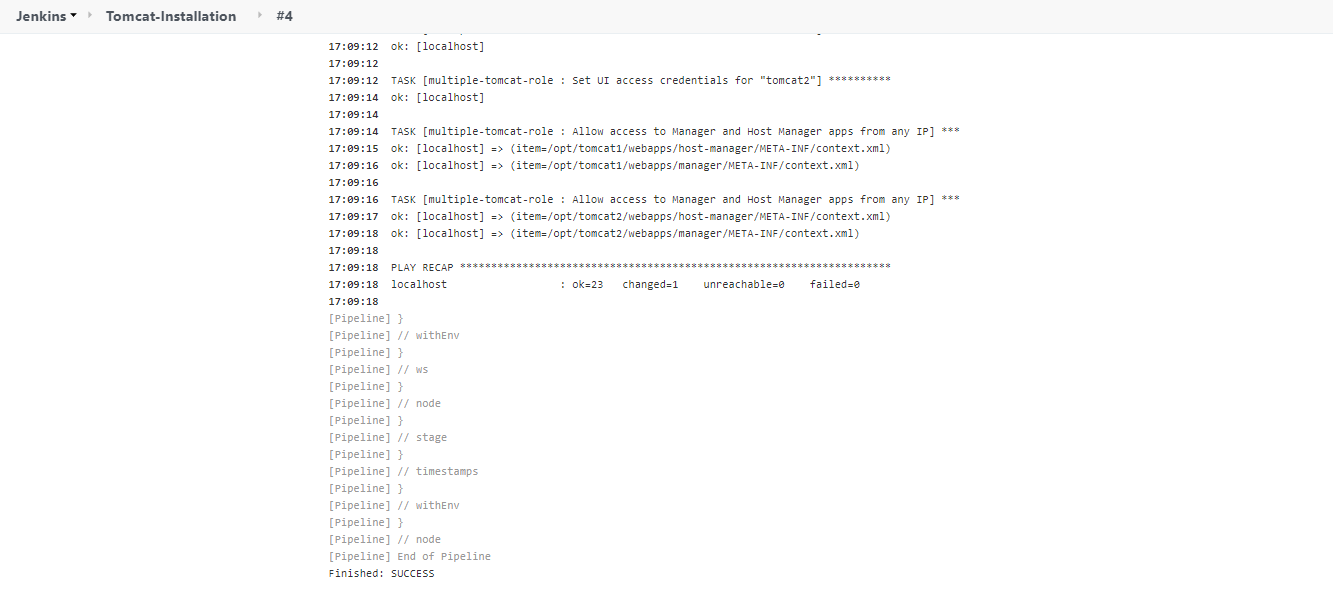 Jenkins Tomcat-Installation #4
17:09:12 ok: [localhost]
17:09:12
17:09:12 TASK [multiple-tomcat-role : Set UI access credentials for "tomcat2"] **********
17:09:14 ok: [localhost]
17:09:14
17:09:14 TASK [multiple-tomcat-role : Allow access to Manager and Host Manager apps from any IP] ***
17:09:15 ok: [localhost] => (item=/opt/tomcat1/webapps/host-manager/META-INF/context.xml)
17:09:16 ok: [localhost] => (item=/opt/tomcat1/webapps/manager/META-INF/context.xml)
17:09:16
17:09:16 TASK [multiple-tomcat-role : Allow access to Manager and Host Manager apps from any IP] ***
17:09:17 ok: [localhost] => (item=/opt/tomcat2/webapps/host-manager/META-INF/context.xml)
17:09:18 ok: [localhost] => (item=/opt/tomcat2/webapps/manager/META-INF/context.xml)
17:09:18
17:09:18 PLAY RECAP *********************************************************************
17:09:18 localhost : ok=23 changed=1 unreachable=0 failed=0
17:09:18
[Pipeline] }
[Pipeline] // withEnv
[Pipeline] }
[Pipeline] // ws
[Pipeline] }
[Pipeline] // node
[Pipeline] }
[Pipeline] // stage
[Pipeline] }
[Pipeline] // timestamps
[Pipeline] }
[Pipeline] // withEnv
[Pipeline] }
[Pipeline] // node
[Pipeline] End of Pipeline
Finished: SUCCESS